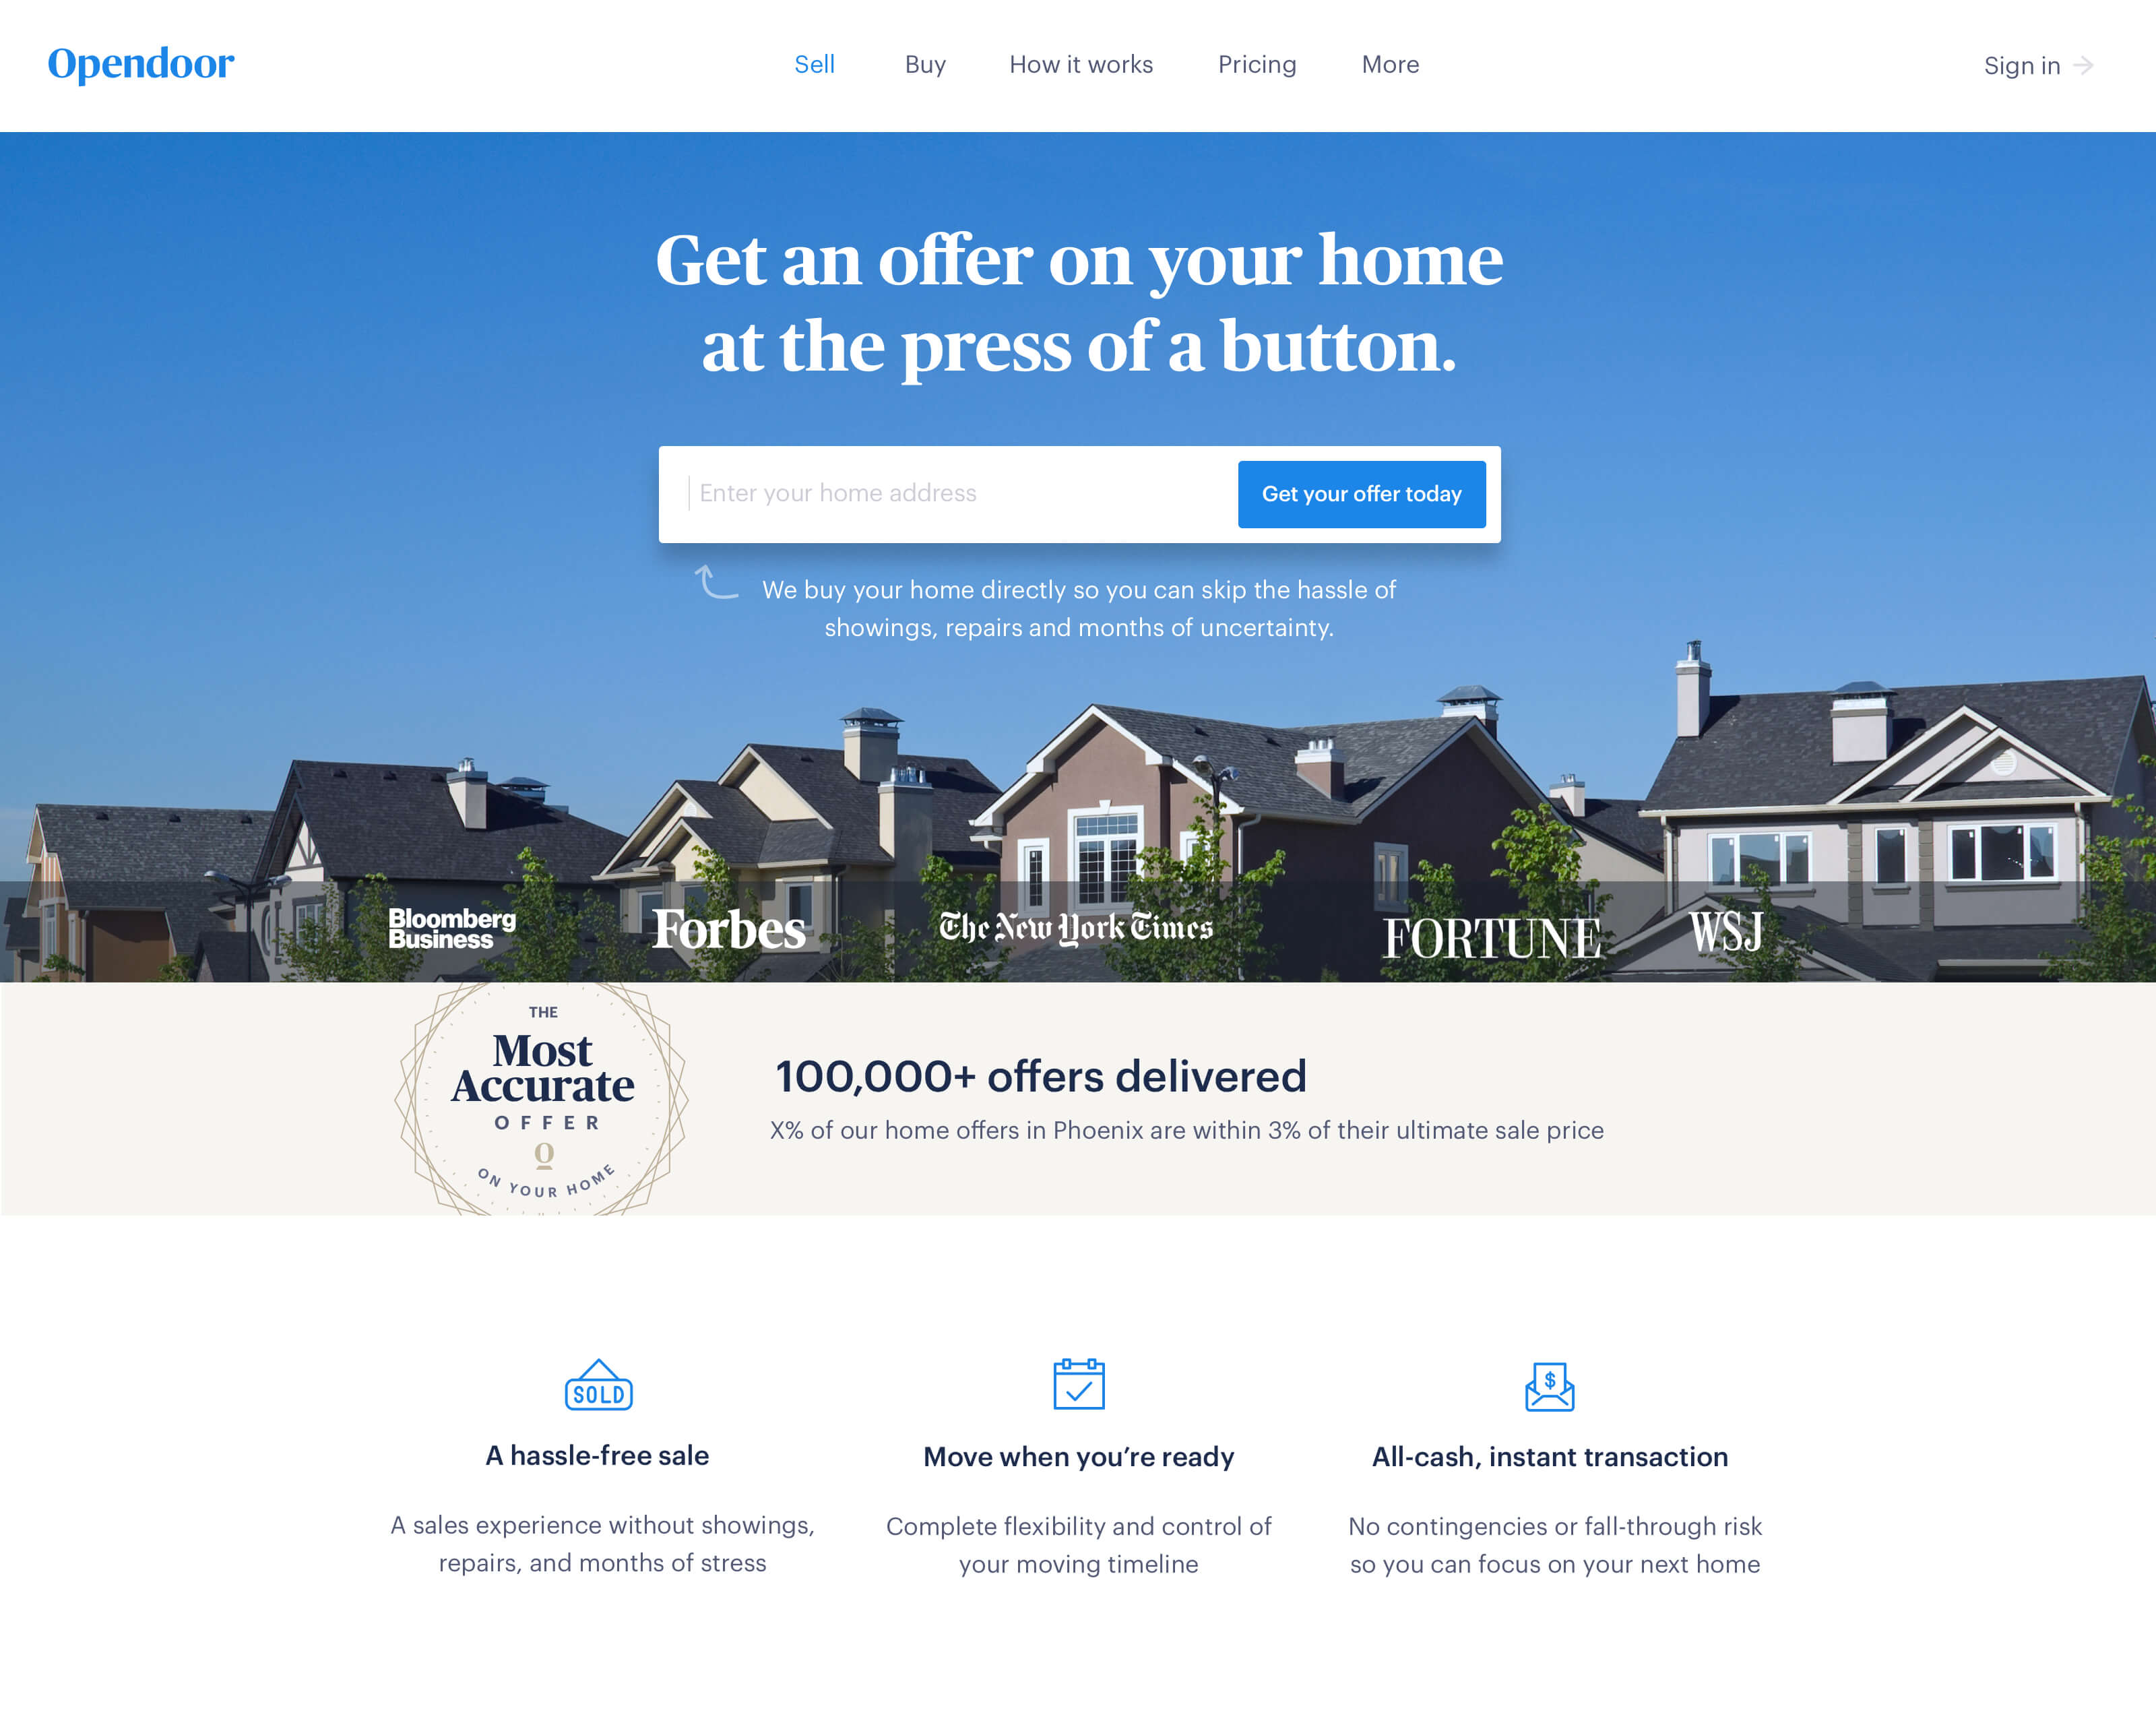 Opendoor
Sell Buy How it works Pricing More
Sign in
Get an offer on your home
at the press of a button.
Enter your home address
Get your offer today
We buy your home directly so you can skip the hassle of
showings, repairs and months of uncertainty.
Bloomberg
Business
Forbes
The New York Times
FORTUNE
WSJ
THE
Most
Accurate
OFFER
O
ON YOUR HOME
100,000+ offers delivered
X% of our home offers in Phoenix are within 3% of their ultimate sale price
SOLD
A hassle-free sale
A sales experience without showings,
repairs, and months of stress
Move when you’re ready
Complete flexibility and control of
your moving timeline
$
All-cash, instant transaction
No contingencies or fall-through risk
so you can focus on your next home